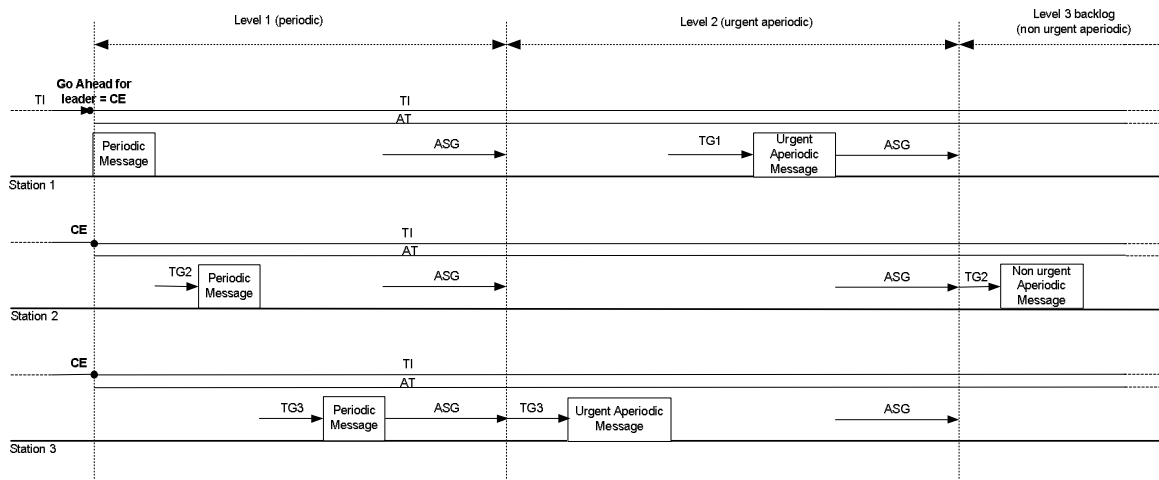 Level 1 (periodic)
Level 2 (urgent aperiodic)
Level 3 backlog
(non urgent aperiodic)
Go Ahead for
leader = CE
TI
TI
AT
Periodic
Message
ASG
TG1
Urgent
Aperiodic
Message
ASG
Station 1
CE
TI
AT
TG2
Periodic
Message
ASG
ASG
TG2
Non urgent
Aperiodic
Message
Station 2
CE
TI
AT
TG3
Periodic
Message
ASG
TG3
Urgent Aperiodic
Message
ASG
Station 3